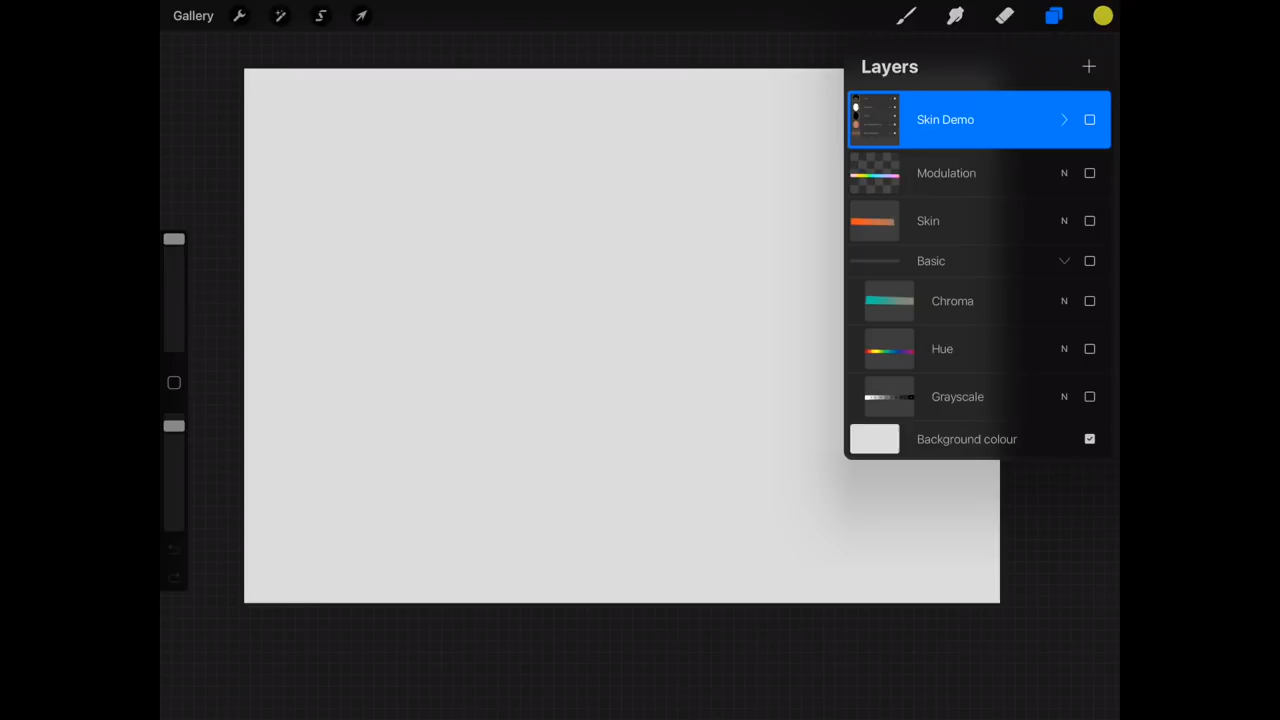 Gallery
Layers
Skin Demo
Modulation N
Skin N
Basic
Chroma N
Hue N
Grayscale N
Background colour